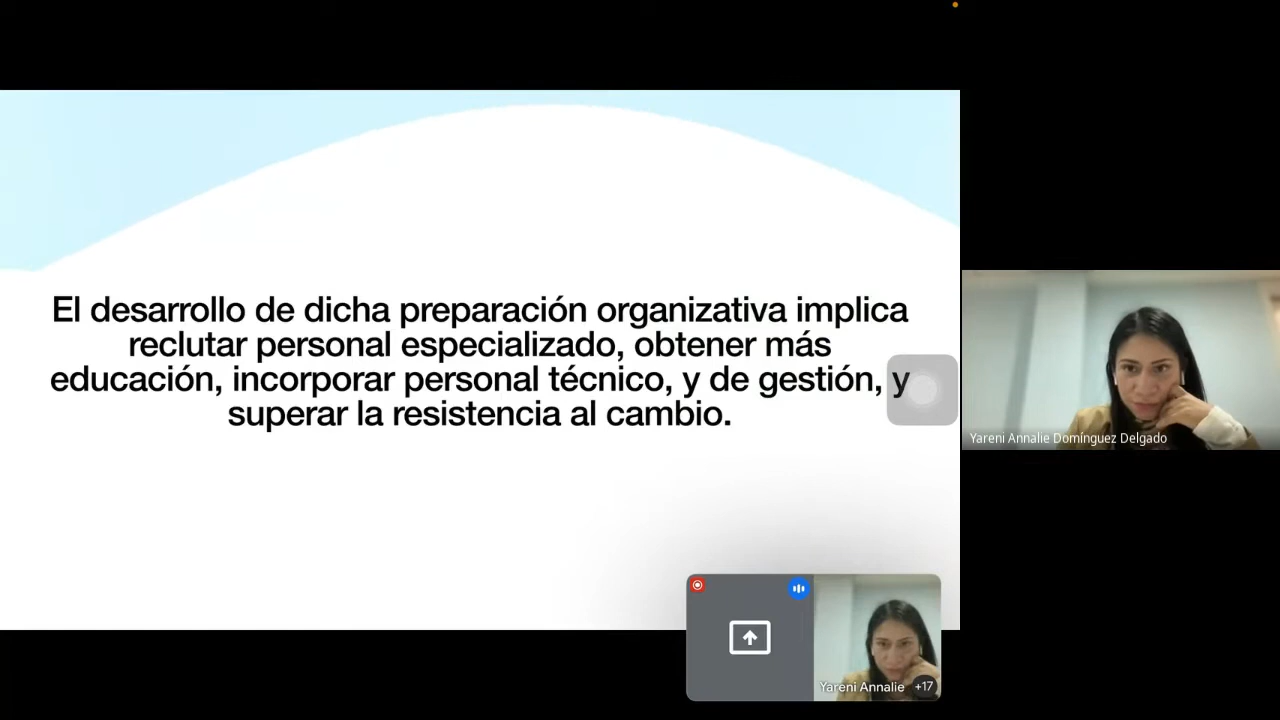 El desarrollo de dicha preparación organizativa implica
reclutar personal especializado, obtener más
educación, incorporar personal técnico, y de gestión, y
superar la resistencia al cambio.
Yareni Annalie Domínguez Delgado
Yareni Annalie +17